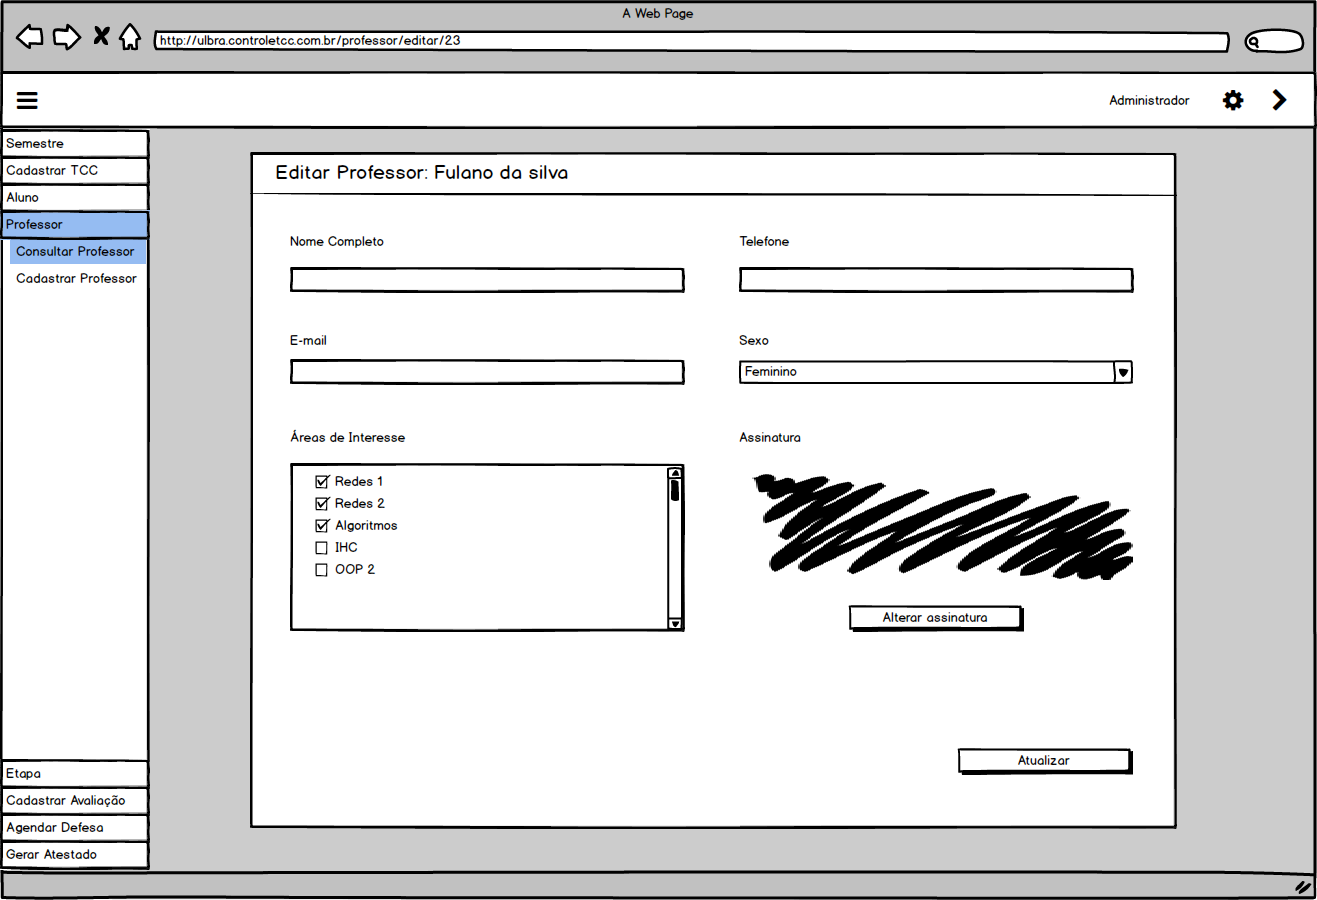 A Web Page
http://ulbra.controletcc.com.br/professor/editar/23
Administrador
Semestre
Cadastrar TCC
Aluno
Professor
Consultar Professor
Cadastrar Professor
Etapa
Cadastrar Avaliação
Agendar Defesa
Gerar Atestado
Editar Professor: Fulano da silva
Nome Completo
Telefone
E-mail
Sexo
Feminino
Áreas de Interesse
Redes 1
Redes 2
Algoritmos
IHC
OOP 2
Assinatura
Alterar assinatura
Atualizar